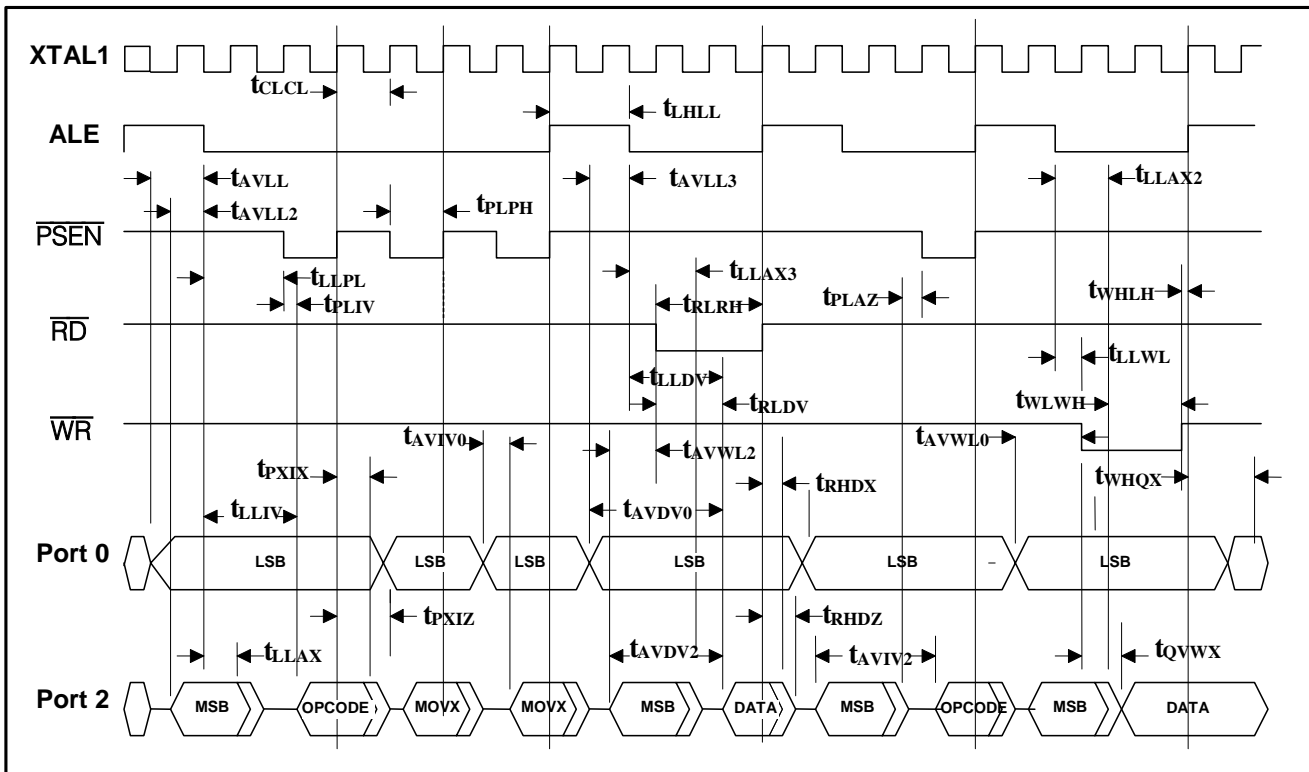 XTAL1
tCLCL
tLHLL
ALE
tAVLL
tAVLL3
tLLAX2
tAVLL2
tPLPH
PSEN
tLLPL
tLLAX3
tPLIV
tRLRH
tPLAZ
tWHLH
RD
tLLWL
tLLDV
tRLDV
tWLWH
WR
tAVIV0
tAVWL2
tAVWL0
tPXIX
tRHDX
tWHQX
tLLIV
tAVDV0
Port 0
LSB LSB LSB LSB LSB LSB
tPXIZ
tRHDZ
tLLAX
tAVDV2
tAVIV2
tQVWX
Port 2
MSB OPCODE MOVX MOVX MSB DATA MSB OPCODE MSB DATA